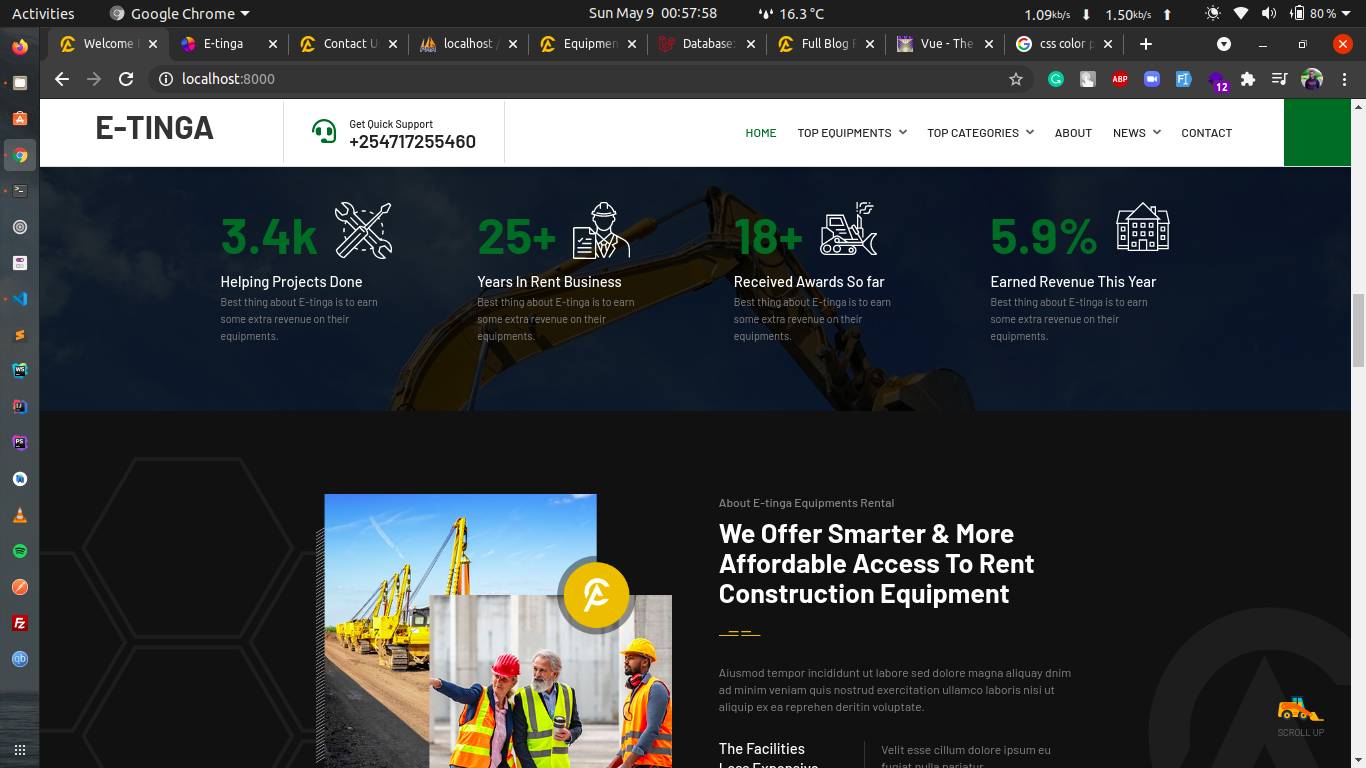 Activities
Google Chrome
Sun May 9 00:57:58
16.3 °C
1.09kb/s
1.50kb/s
80 %
Welcome
E-tinga
Contact U
localhost /
Equipmen
Database:
Full Blog
Vue - The
css color p
localhost:8000
ABP
12
E-TINGA
Get Quick Support
+254717255460
HOME
TOP EQUIPMENTS
TOP CATEGORIES
ABOUT
NEWS
CONTACT
3.4k
25+
18+
5.9%
Helping Projects Done
Years In Rent Business
Received Awards So far
Earned Revenue This Year
Best thing about E-tinga is to earn
some extra revenue on their
equipments.
Best thing about E-tinga is to earn
some extra revenue on their
equipments.
Best thing about E-tinga is to earn
some extra revenue on their
equipments.
Best thing about E-tinga is to earn
some extra revenue on their
equipments.
About E-tinga Equipments Rental
We Offer Smarter & More
Affordable Access To Rent
Construction Equipment
Aiusmod tempor incididunt ut labore sed dolore magna aliquay dnim
ad minim veniam quis nostrud exercitation ullamco laboris nisi ut
aliquip ex ea reprehen deritin voluptate.
The Facilities
Less Expensive
Velit esse cillum dolore ipsum eu
fugiat nulla pariatur
SCROLL UP
WS
PS
FZ
qb